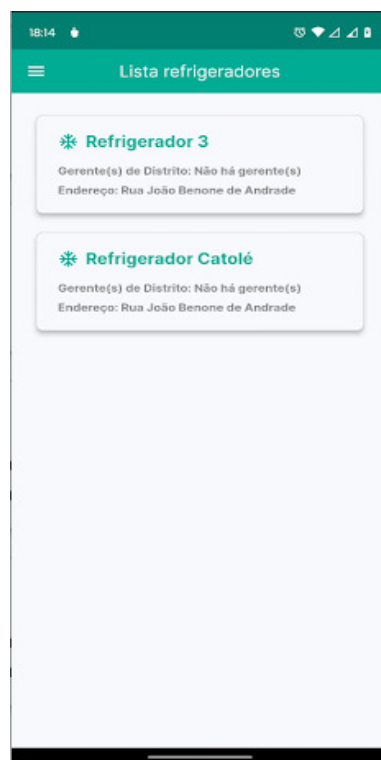 18:14
Lista refrigeradores
Refrigerador 3
Gerente(s) de Distrito: Não há gerente(s)
Endereço: Rua João Benone de Andrade
Refrigerador Catolé
Gerente(s) de Distrito: Não há gerente(s)
Endereço: Rua João Benone de Andrade